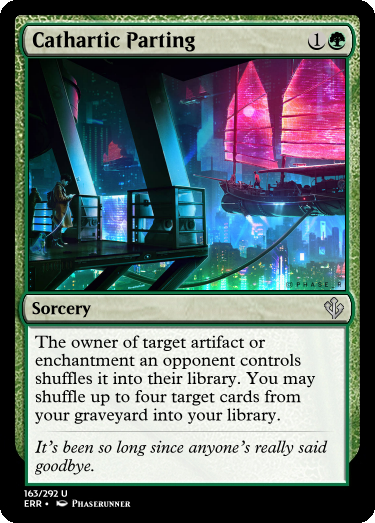 Cathartic Parting 1
© PHASE_R
Sorcery
The owner of target artifact or
enchantment an opponent controls
shuffles it into their library. You may
shuffle up to four target cards from
your graveyard into your library.
It's been so long since anyone's really said
goodbye.
163/292 U
ERR • Phaserunner